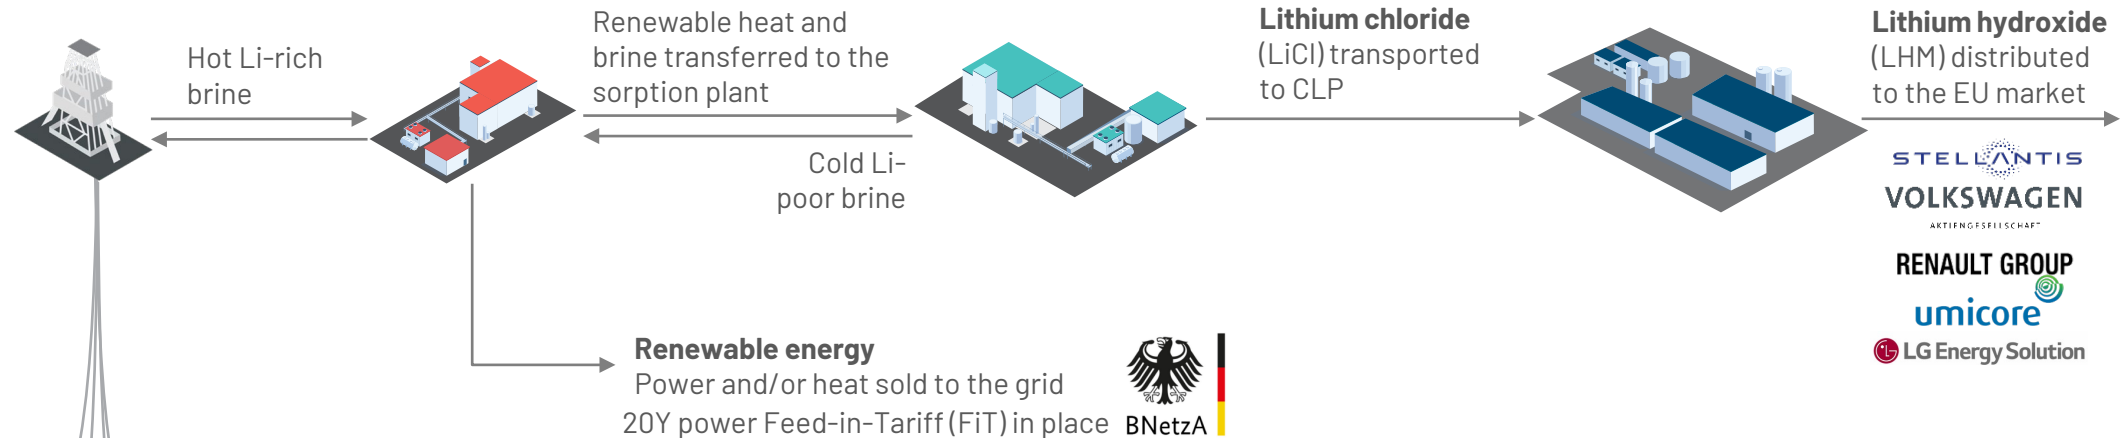 Hot Li-rich
brine
Renewable heat and
brine transferred to the
sorption plant
Cold Li-
poor brine
Lithium chloride
(LiCl) transported
to CLP
Lithium hydroxide
(LHM) distributed
to the EU market
STELLANTIS
VOLKSWAGEN
AKTIENGESELLSCHAFT
RENAULT GROUP
umicore
LG Energy Solution
Renewable energy
Power and/or heat sold to the grid
20Y power Feed-in-Tariff (FiT) in place
BNetzA